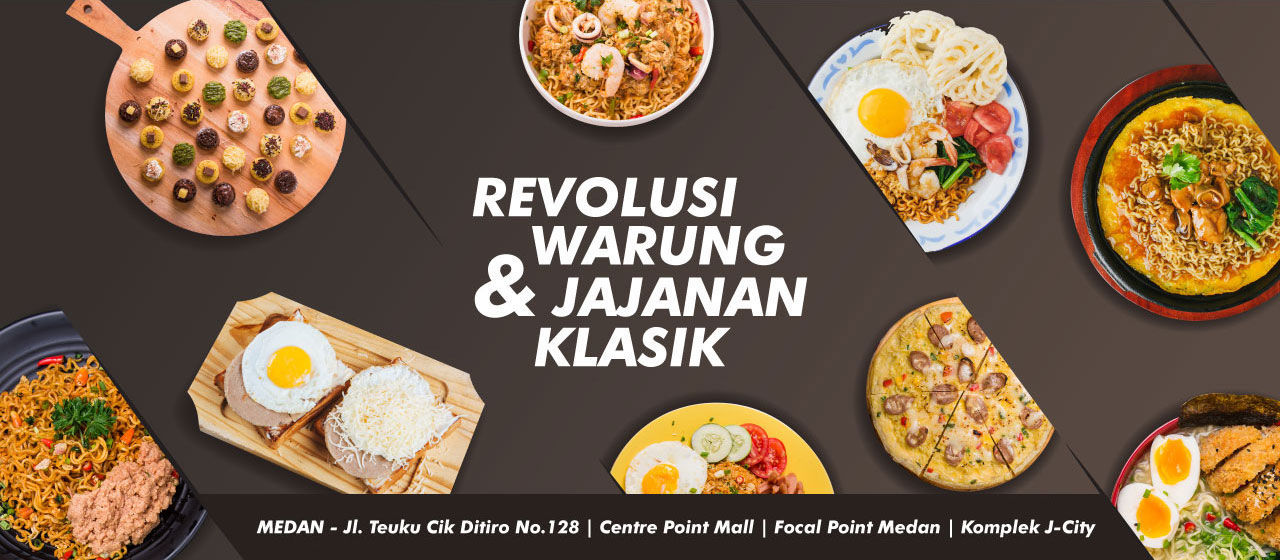 REVOLUSI
WARUNG
& JAJANAN
KLASIK
MEDAN - Jl. Teuku Cik Ditiro No.128 | Centre Point Mall | Focal Point Medan | Komplek J-City